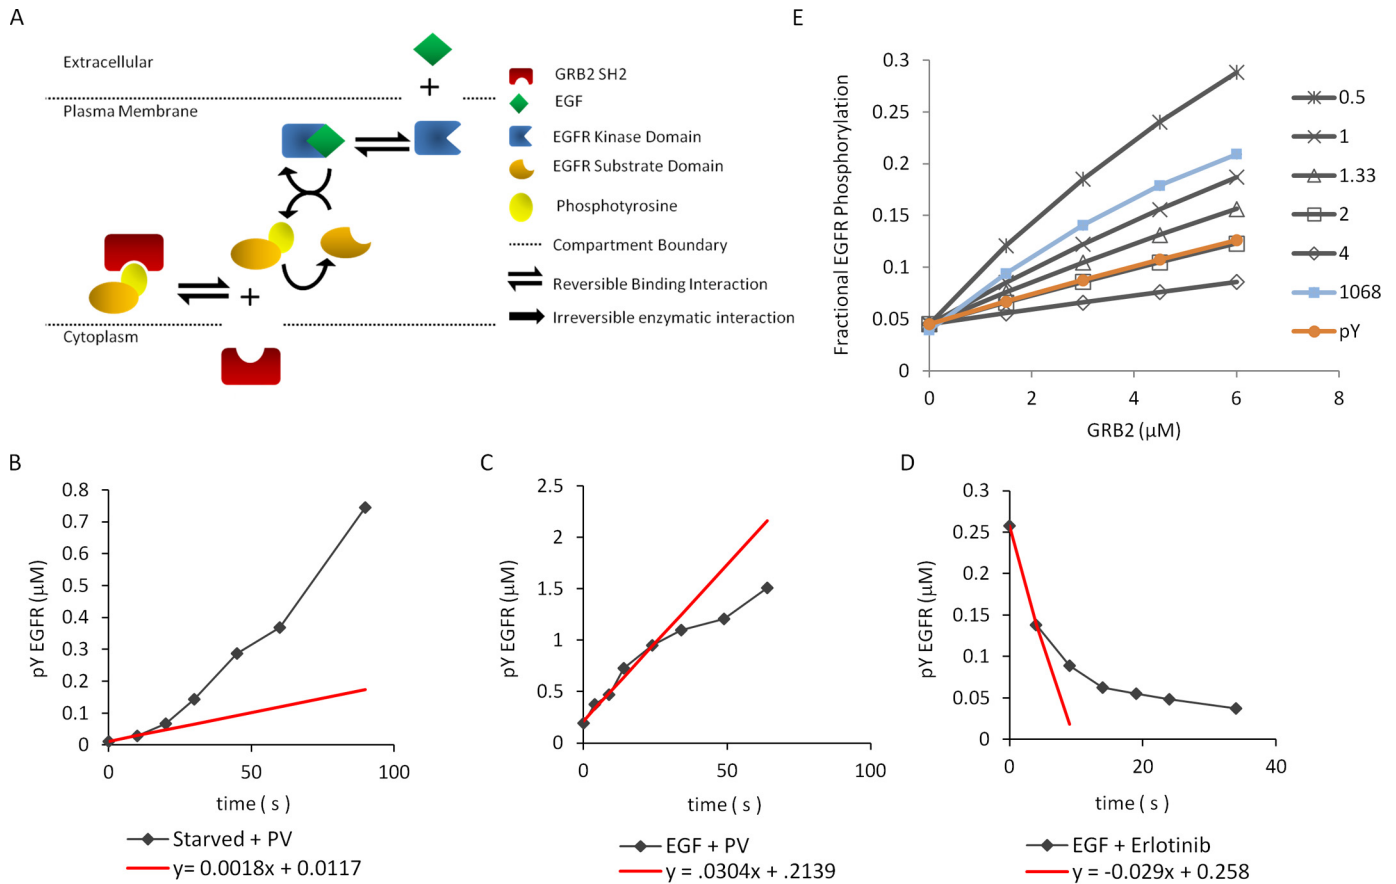 A
Extracellular
Plasma Membrane
Cytoplasm
+
+
GRB2 SH2
EGF
EGFR Kinase Domain
EGFR Substrate Domain
Phosphotyrosine
Compartment Boundary
Reversible Binding Interaction
Irreversible enzymatic interaction
E
Fractional EGFR Phosphorylation
0.3
0.25
0.2
0.15
0.1
0.05
0
0 2 4 6 8
GRB2 (μM)
0.5
1
1.33
2
4
1068
pY
B
pY EGFR (μM)
0.8
0.7
0.6
0.5
0.4
0.3
0.2
0.1
0
0 50 100
time ( s )
Starved + PV
y= 0.0018x + 0.0117
C
pY EGFR (μM)
2.5
2
1.5
1
0.5
0
0 50 100
time ( s )
EGF + PV
y = .0304x + .2139
D
pY EGFR (μM)
0.3
0.25
0.2
0.15
0.1
0.05
0
0 20 40
time ( s )
EGF + Erlotinib
y = -0.029x + 0.258